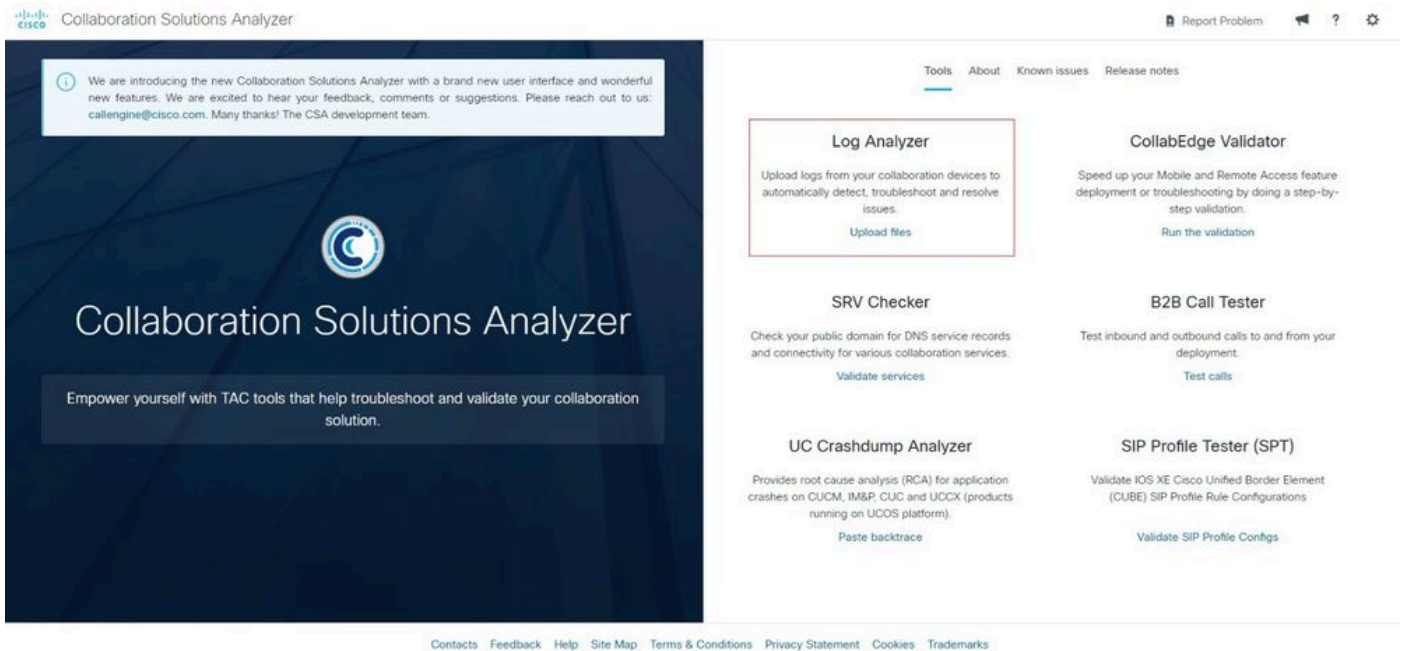 CISCO
Collaboration Solutions Analyzer
Report Problem
?
We are introducing the new Collaboration Solutions Analyzer with a brand new user interface and wonderful
new features. We are excited to hear your feedback, comments or suggestions. Please reach out to us:
callengine@cisco.com. Many thanks! The CSA development team.
C
Collaboration Solutions Analyzer
Empower yourself with TAC tools that help troubleshoot and validate your collaboration
solution.
Tools About Known issues Release notes
Log Analyzer
Upload logs from your collaboration devices to
automatically detect, troubleshoot and resolve
issues.
Upload files
CollabEdge Validator
Speed up your Mobile and Remote Access feature
deployment or troubleshooting by doing a step-by-
step validation.
Run the validation
SRV Checker
Check your public domain for DNS service records
and connectivity for various collaboration services.
Validate services
B2B Call Tester
Test inbound and outbound calls to and from your
deployment.
Test calls
UC Crashdump Analyzer
Provides root cause analysis (RCA) for application
crashes on CUCM, IM&P, CUC and UCCX (products
running on UCOS platform).
Paste backtrace
SIP Profile Tester (SPT)
Validate IOS XE Cisco Unified Border Element
(CUBE) SIP Profile Rule Configurations
Validate SIP Profile Configs
Contacts Feedback Help Site Map Terms & Conditions Privacy Statement Cookies Trademarks